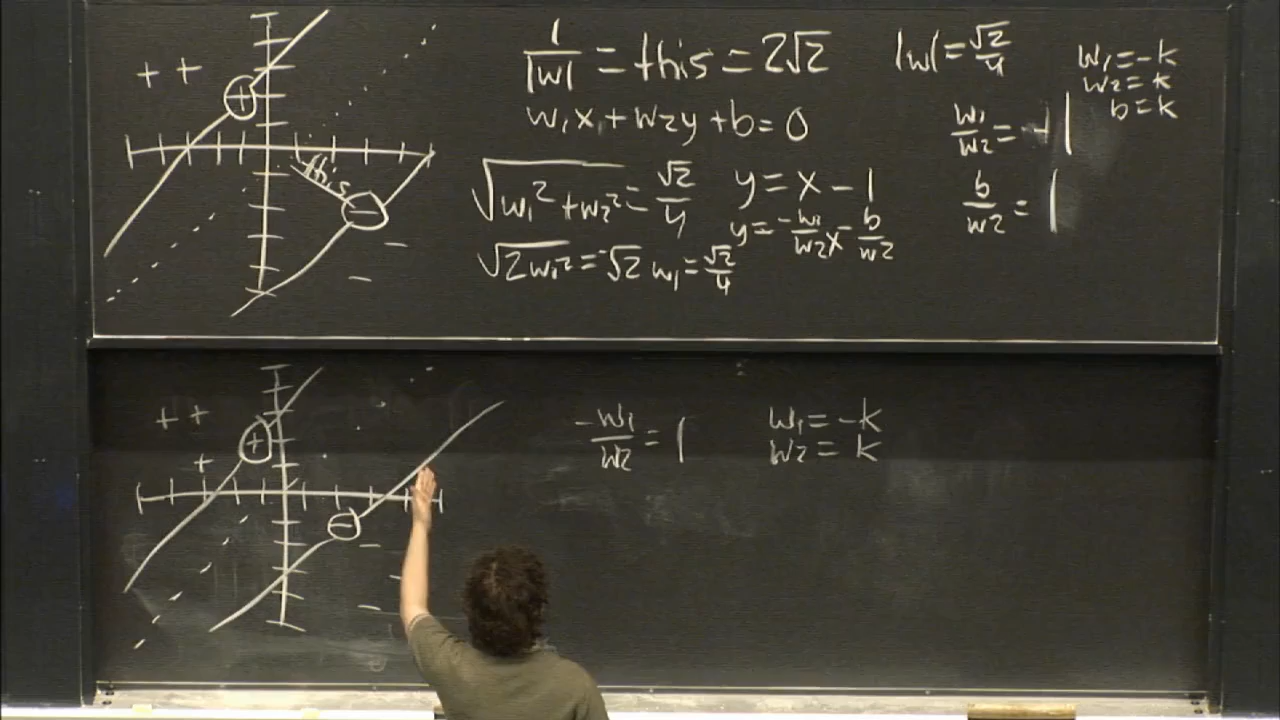 1/|w| = this = 2√2
|w| = √2/4
w1 = -k
w2 = k
b = k
w1x1 + w2y + b = 0
w1/w2 = -1
b/w2 = 1
√(w1² + w2²) = √2/4
y = x - 1
y = -w1/w2 x - b/w2
√(2w1²) = -√2 w1 = √2/4
+ +
+
this
-
-
-
+ +
+
+
-
-
-
-
-w1/w2 = 1
w1 = -k
w2 = k